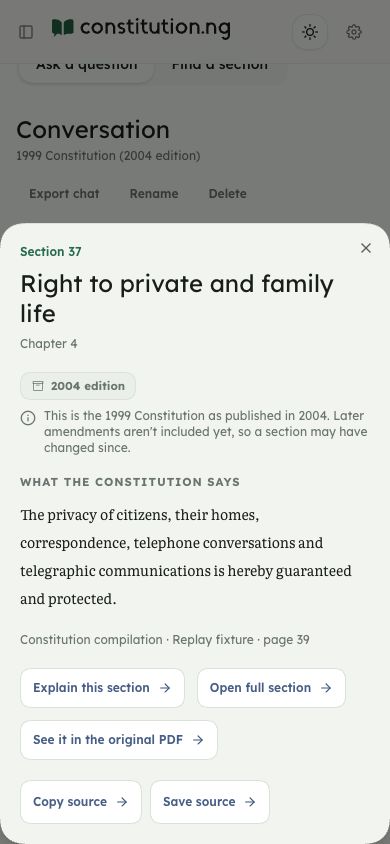 constitution.ng
Ask a question Find a section
Conversation
1999 Constitution (2004 edition)
Export chat Rename Delete
Section 37
Right to private and family
life
Chapter 4
2004 edition
This is the 1999 Constitution as published in 2004. Later
amendments aren't included yet, so a section may have
changed since.
WHAT THE CONSTITUTION SAYS
The privacy of citizens, their homes,
correspondence, telephone conversations and
telegraphic communications is hereby guaranteed
and protected.
Constitution compilation · Replay fixture · page 39
Explain this section → Open full section →
See it in the original PDF →
Copy source → Save source →